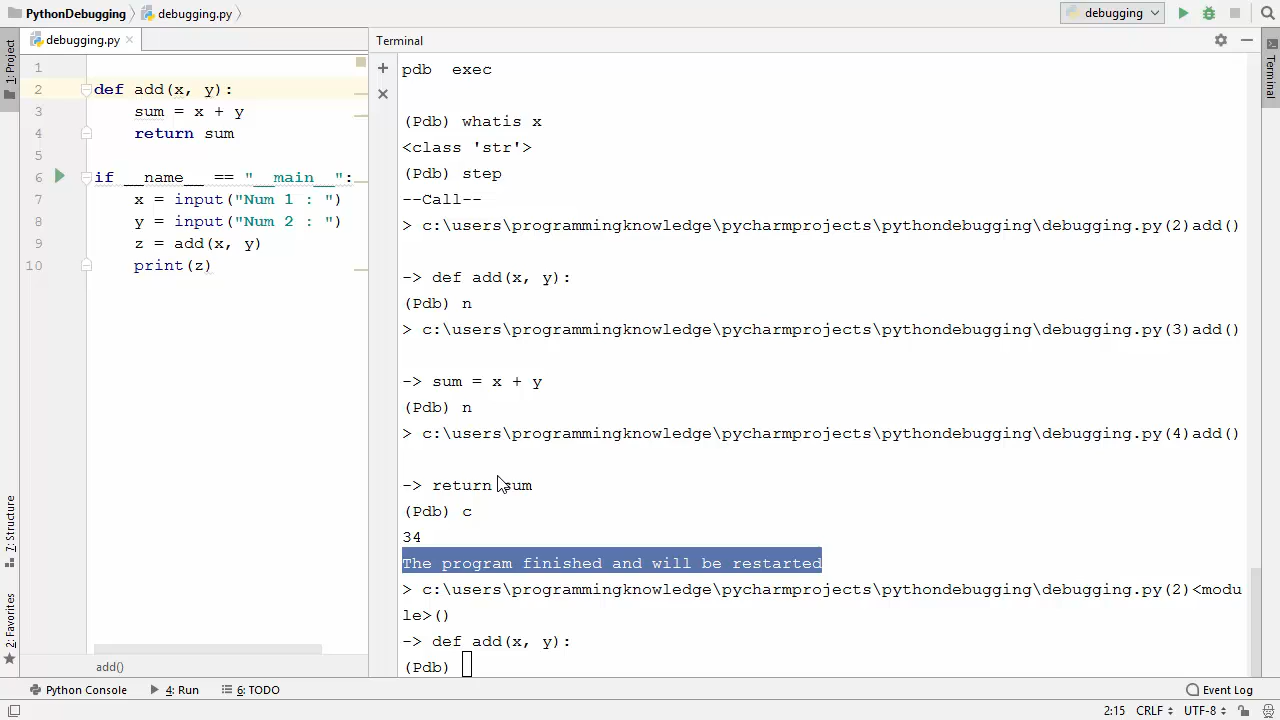 PythonDebugging debugging.py debugging
debugging.py
Terminal
1: Project
7: Structure
2: Favorites
Terminal
1
2 def add(x, y):
3 sum = x + y
4 return sum
5
6 if __name__ == "__main__":
7 x = input("Num 1 : ")
8 y = input("Num 2 : ")
9 z = add(x, y)
10 print(z)
add()
pdb  exec
(Pdb) whatis x
<class 'str'>
(Pdb) step
--Call--
> c:\users\programmingknowledge\pycharmprojects\pythondebugging\debugging.py(2)add()
-> def add(x, y):
(Pdb) n
> c:\users\programmingknowledge\pycharmprojects\pythondebugging\debugging.py(3)add()
-> sum = x + y
(Pdb) n
> c:\users\programmingknowledge\pycharmprojects\pythondebugging\debugging.py(4)add()
-> return sum
(Pdb) c
34
The program finished and will be restarted
> c:\users\programmingknowledge\pycharmprojects\pythondebugging\debugging.py(2)<modu
le>()
-> def add(x, y):
(Pdb)
Python Console 4: Run 6: TODO Event Log
2:15 CRLF UTF-8